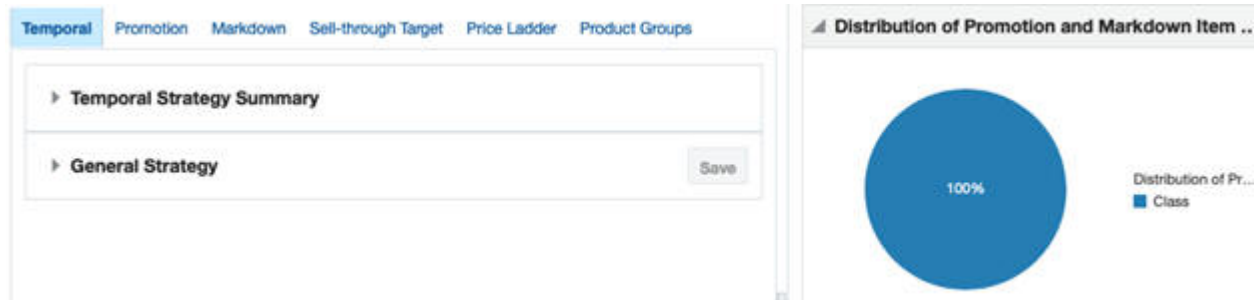 Temporal Promotion Markdown Sell-through Target Price Ladder Product Groups
Temporal Strategy Summary
General Strategy
Save
Distribution of Promotion and Markdown Item ..
100%
Distribution of Pr...
Class